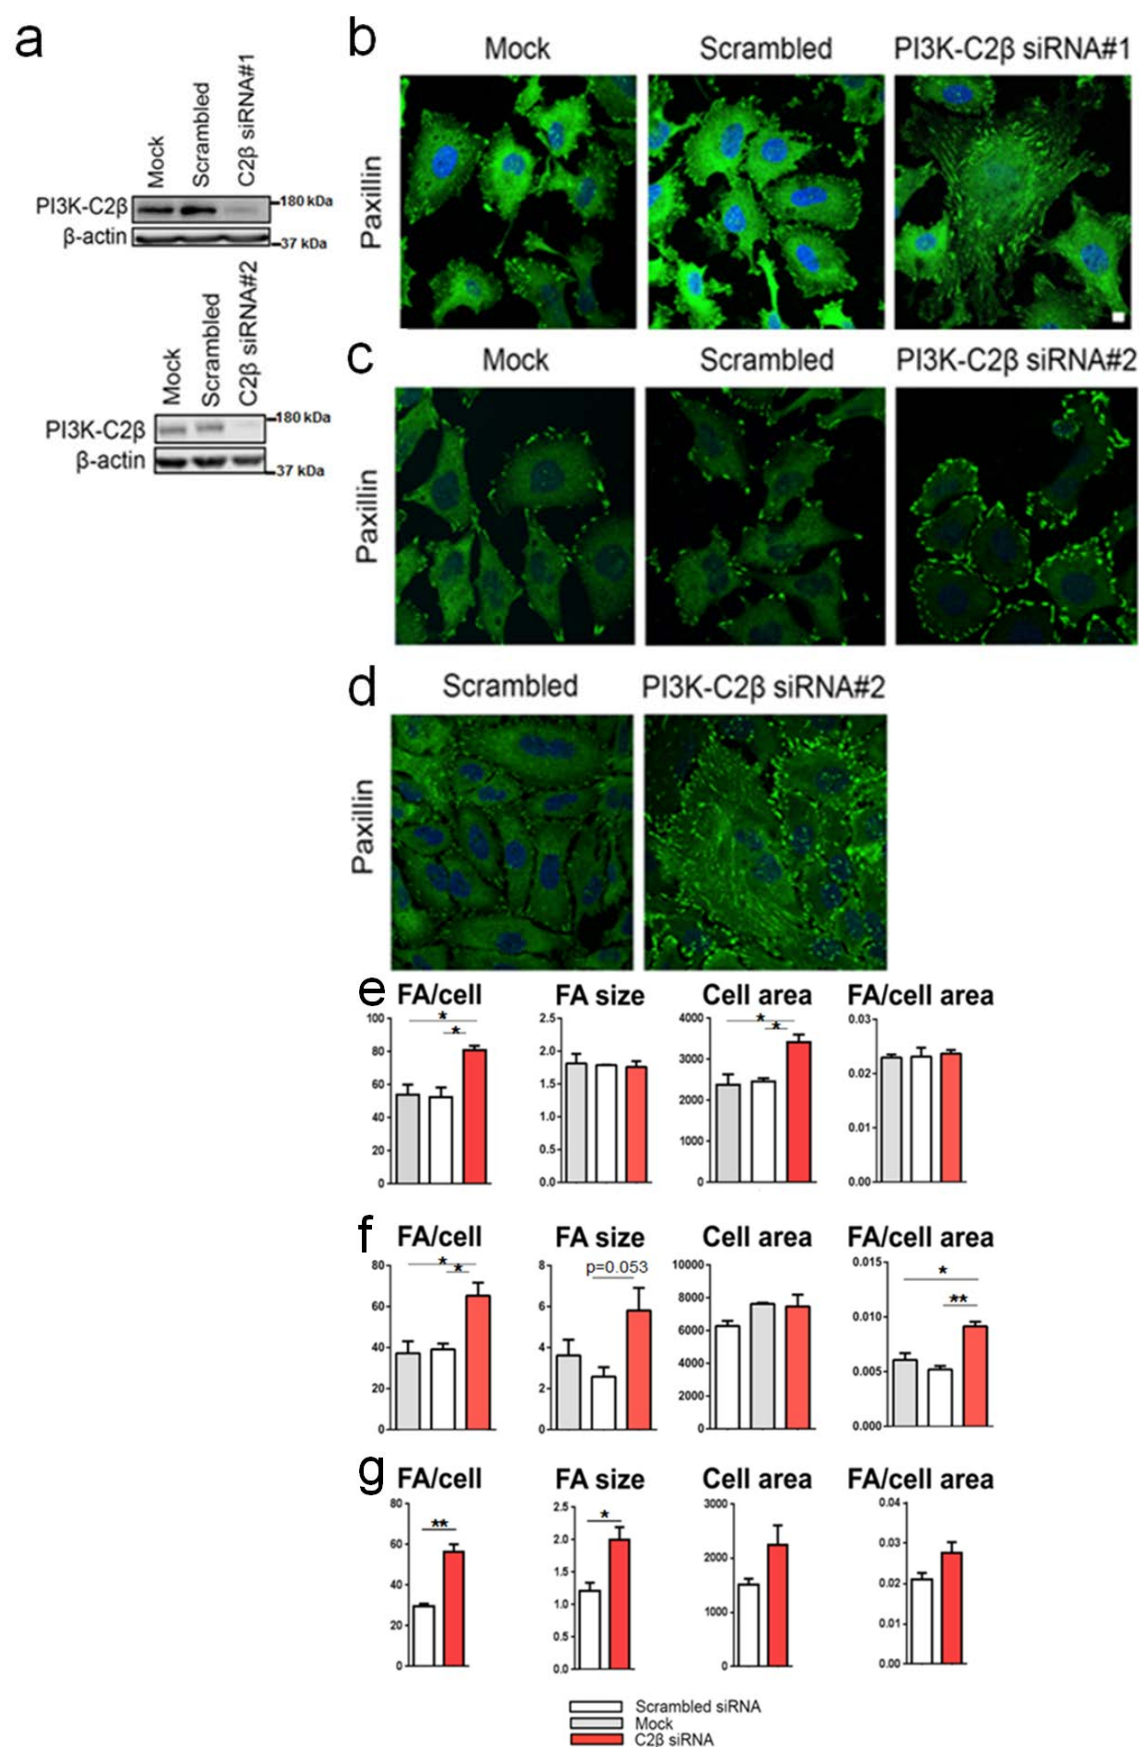 a
Mock
Scrambled
C2β siRNA#1
PI3K-C2β
180 kDa
β-actin
37 kDa
Mock
Scrambled
C2β siRNA#2
PI3K-C2β
180 kDa
β-actin
37 kDa
b
Mock
Scrambled
PI3K-C2β siRNA#1
Paxillin
c
Mock
Scrambled
PI3K-C2β siRNA#2
Paxillin
d
Scrambled
PI3K-C2β siRNA#2
Paxillin
e
FA/cell
100
80
60
40
20
0
*
*
FA size
2.5
2.0
1.5
1.0
0.5
0.0
Cell area
4000
3000
2000
1000
0
*
*
FA/cell area
0.03
0.02
0.01
0.00
f
FA/cell
80
60
40
20
0
*
*
FA size
8
6
4
2
0
p=0.053
Cell area
10000
8000
6000
4000
2000
0
FA/cell area
0.015
0.010
0.005
0.000
*
**
g
FA/cell
80
60
40
20
0
**
FA size
2.5
2.0
1.5
1.0
0.5
0.0
*
Cell area
3000
2000
1000
0
FA/cell area
0.04
0.03
0.02
0.01
0.00
Scrambled siRNA
Mock
C2β siRNA